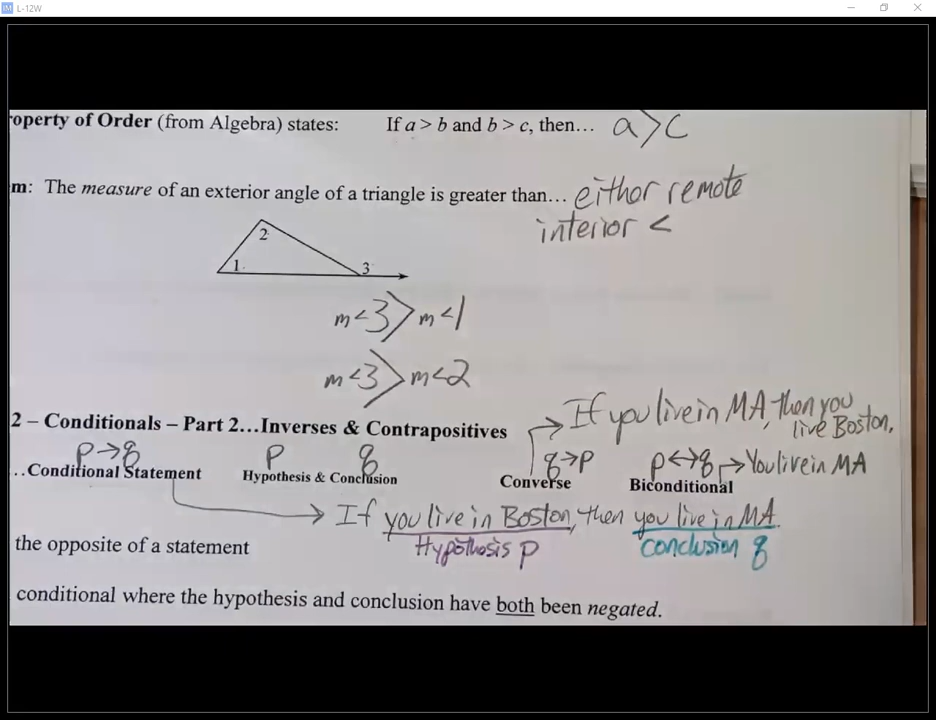 L-12W
roperty of Order (from Algebra) states: If a > b and b > c, then... a>c
m: The measure of an exterior angle of a triangle is greater than... either remote
interior <
2
1
3
m<3 > m<1
m<3 > m<2
If you live in MA, then you
live Boston,
2 – Conditionals – Part 2...Inverses & Contrapositives
p→q p q q→p p↔q →You live in MA
...Conditional Statement Hypothesis & Conclusion Converse Biconditional
If you live in Boston, then you live in MA.
Hypothesis p conclusion q
the opposite of a statement
conditional where the hypothesis and conclusion have both been negated.